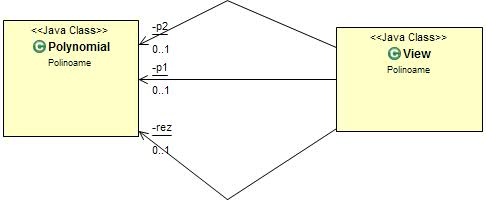 <<Java Class>>
C Polynomial
Polinoame
-p2
0..1
-p1
0..1
-rez
0..1
<<Java Class>>
C View
Polinoame